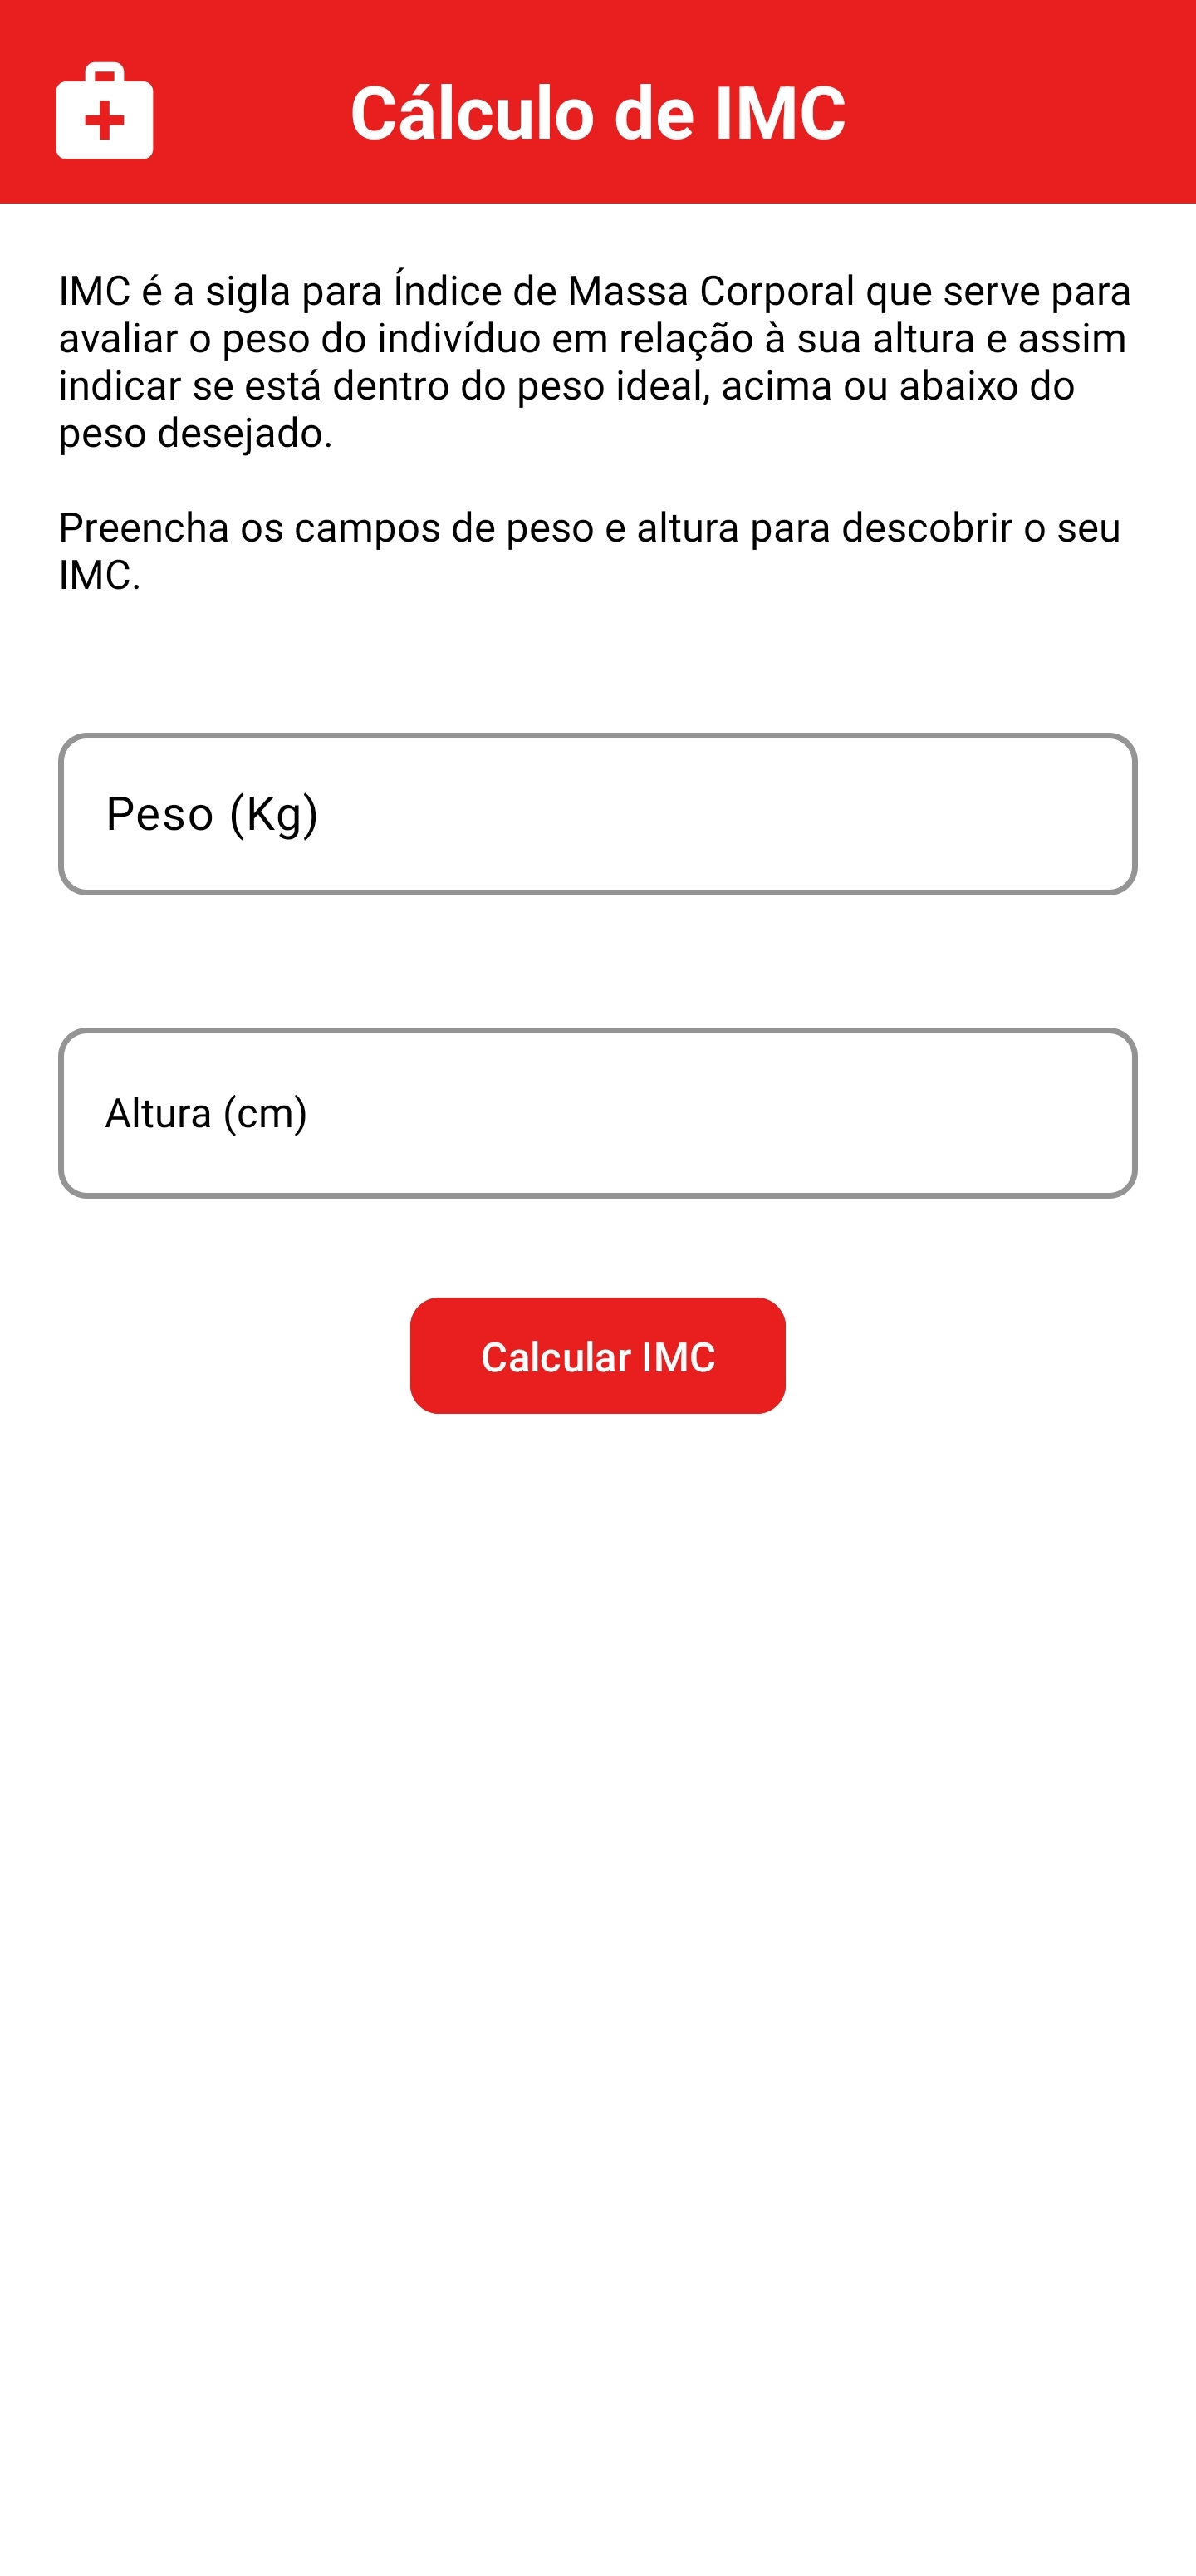 Cálculo de IMC
IMC é a sigla para Índice de Massa Corporal que serve para
avaliar o peso do indivíduo em relação à sua altura e assim
indicar se está dentro do peso ideal, acima ou abaixo do
peso desejado.
Preencha os campos de peso e altura para descobrir o seu
IMC.
Peso (Kg)
Altura (cm)
Calcular IMC